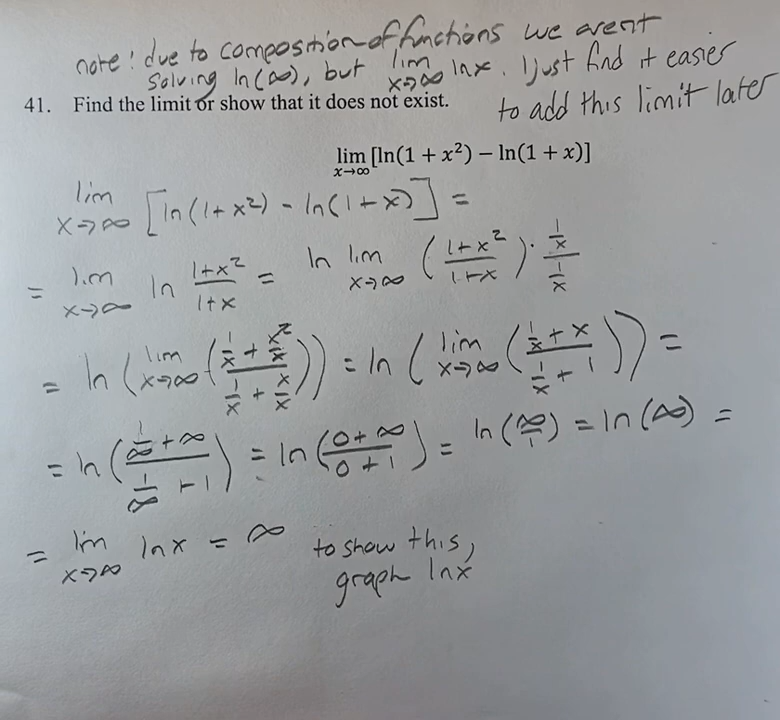 note: due to composition of functions we arent
solving ln(∞), but lim x→∞ lnx. I just find it easier
to add this limit later
41. Find the limit or show that it does not exist.
lim x→∞ [ln(1 + x²) − ln(1 + x)]
lim x→∞ [ln(1+x²) - ln(1+x)] =
= lim x→∞ ln (1+x²)/(1+x) = ln lim x→∞ ((1+x²)/(1+x)) · (1/x)/(1/x)
= ln (lim x→∞ ((1/x + x²/x)/(1/x + x/x))) = ln (lim x→∞ ((1/x + x)/(1/x + 1))) =
= ln ((1/∞ + ∞)/(1/∞ + 1)) = ln ((0+∞)/(0+1)) = ln (∞/1) = ln (∞) =
= lim x→∞ lnx = ∞ to show this,
graph lnx